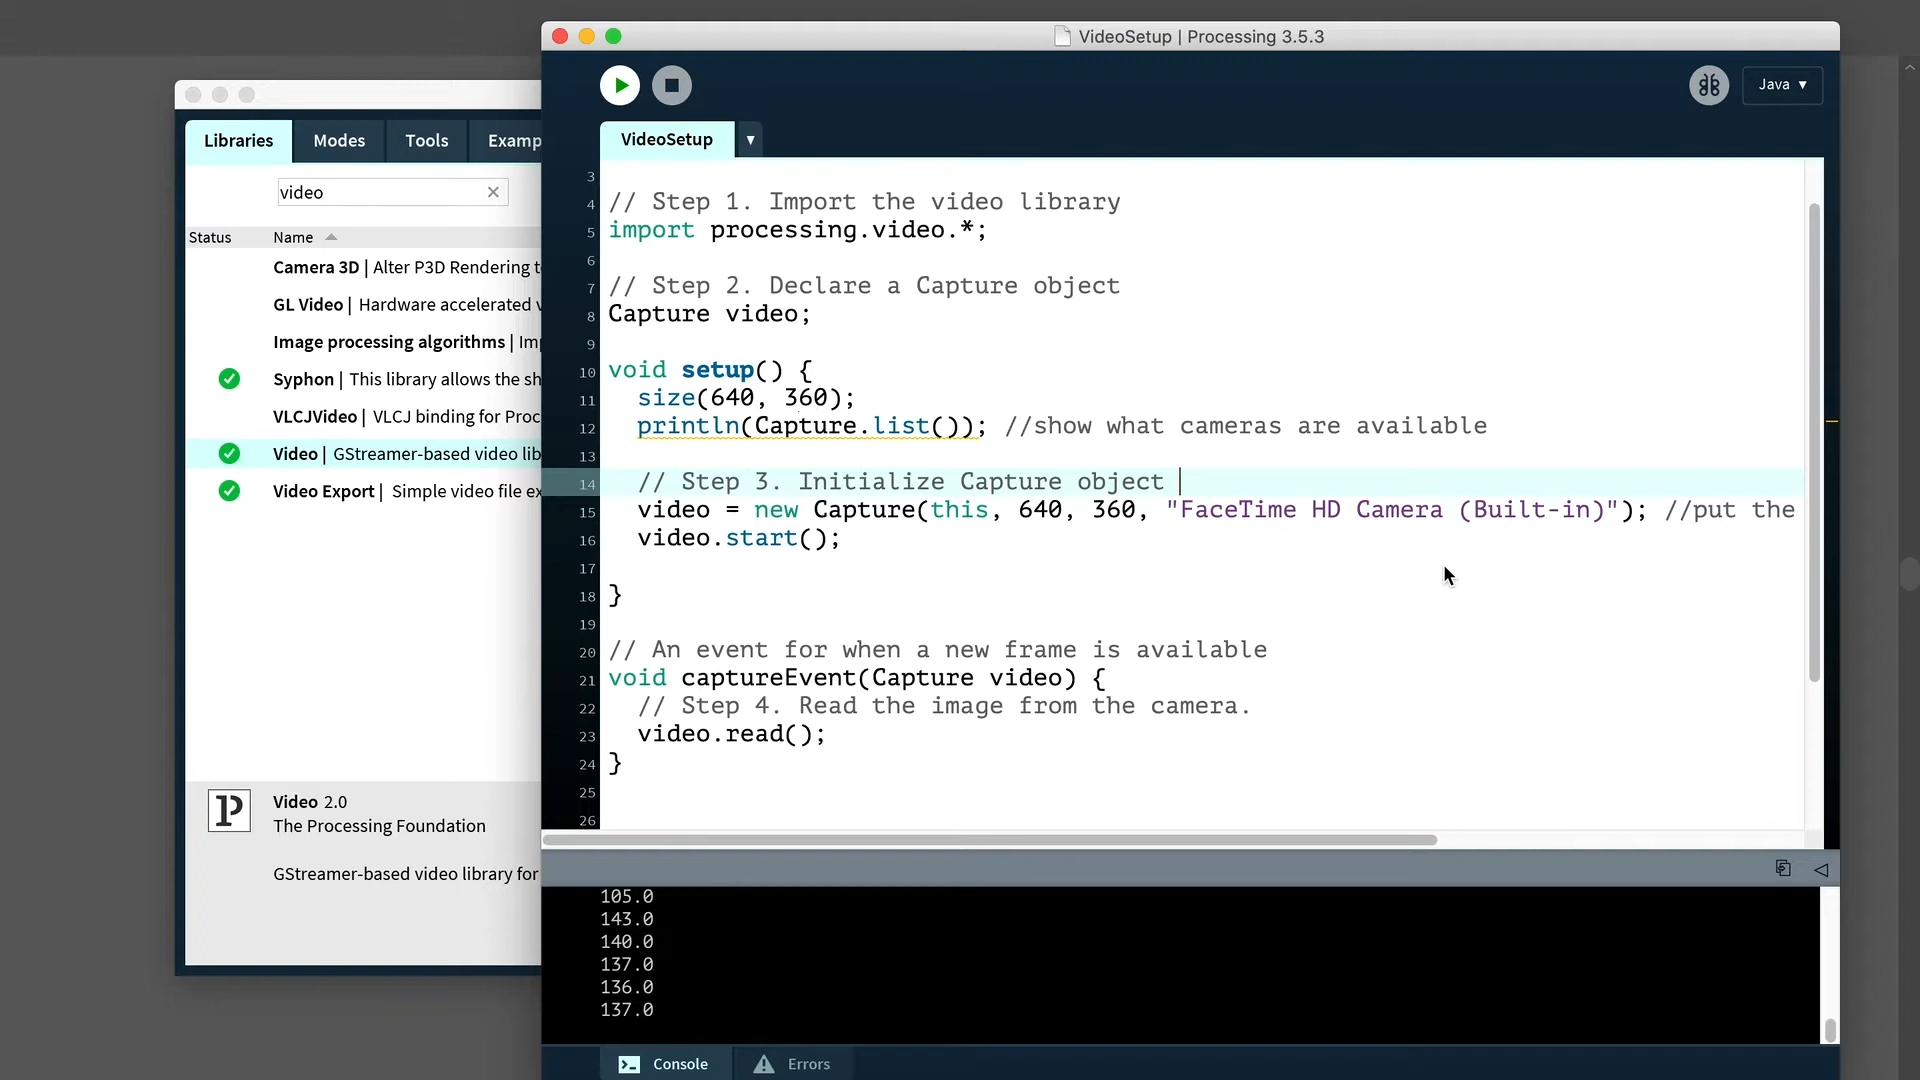 VideoSetup | Processing 3.5.3
Java ▾
Libraries
Modes
Tools
Examp
video
Status
Name
Camera 3D | Alter P3D Rendering t
GL Video | Hardware accelerated v
Image processing algorithms | Im
Syphon | This library allows the sh
VLCJVideo | VLCJ binding for Proc
Video | GStreamer-based video lib
Video Export | Simple video file ex
P
Video 2.0
The Processing Foundation
GStreamer-based video library for
VideoSetup ▾
3
4 // Step 1. Import the video library
5 import processing.video.*;
6
7 // Step 2. Declare a Capture object
8 Capture video;
9
10 void setup() {
11 size(640, 360);
12 println(Capture.list()); //show what cameras are available
13
14 // Step 3. Initialize Capture object
15 video = new Capture(this, 640, 360, "FaceTime HD Camera (Built-in)"); //put the
16 video.start();
17
18 }
19
20 // An event for when a new frame is available
21 void captureEvent(Capture video) {
22 // Step 4. Read the image from the camera.
23 video.read();
24 }
25
26
105.0
143.0
140.0
137.0
136.0
137.0
Console
Errors